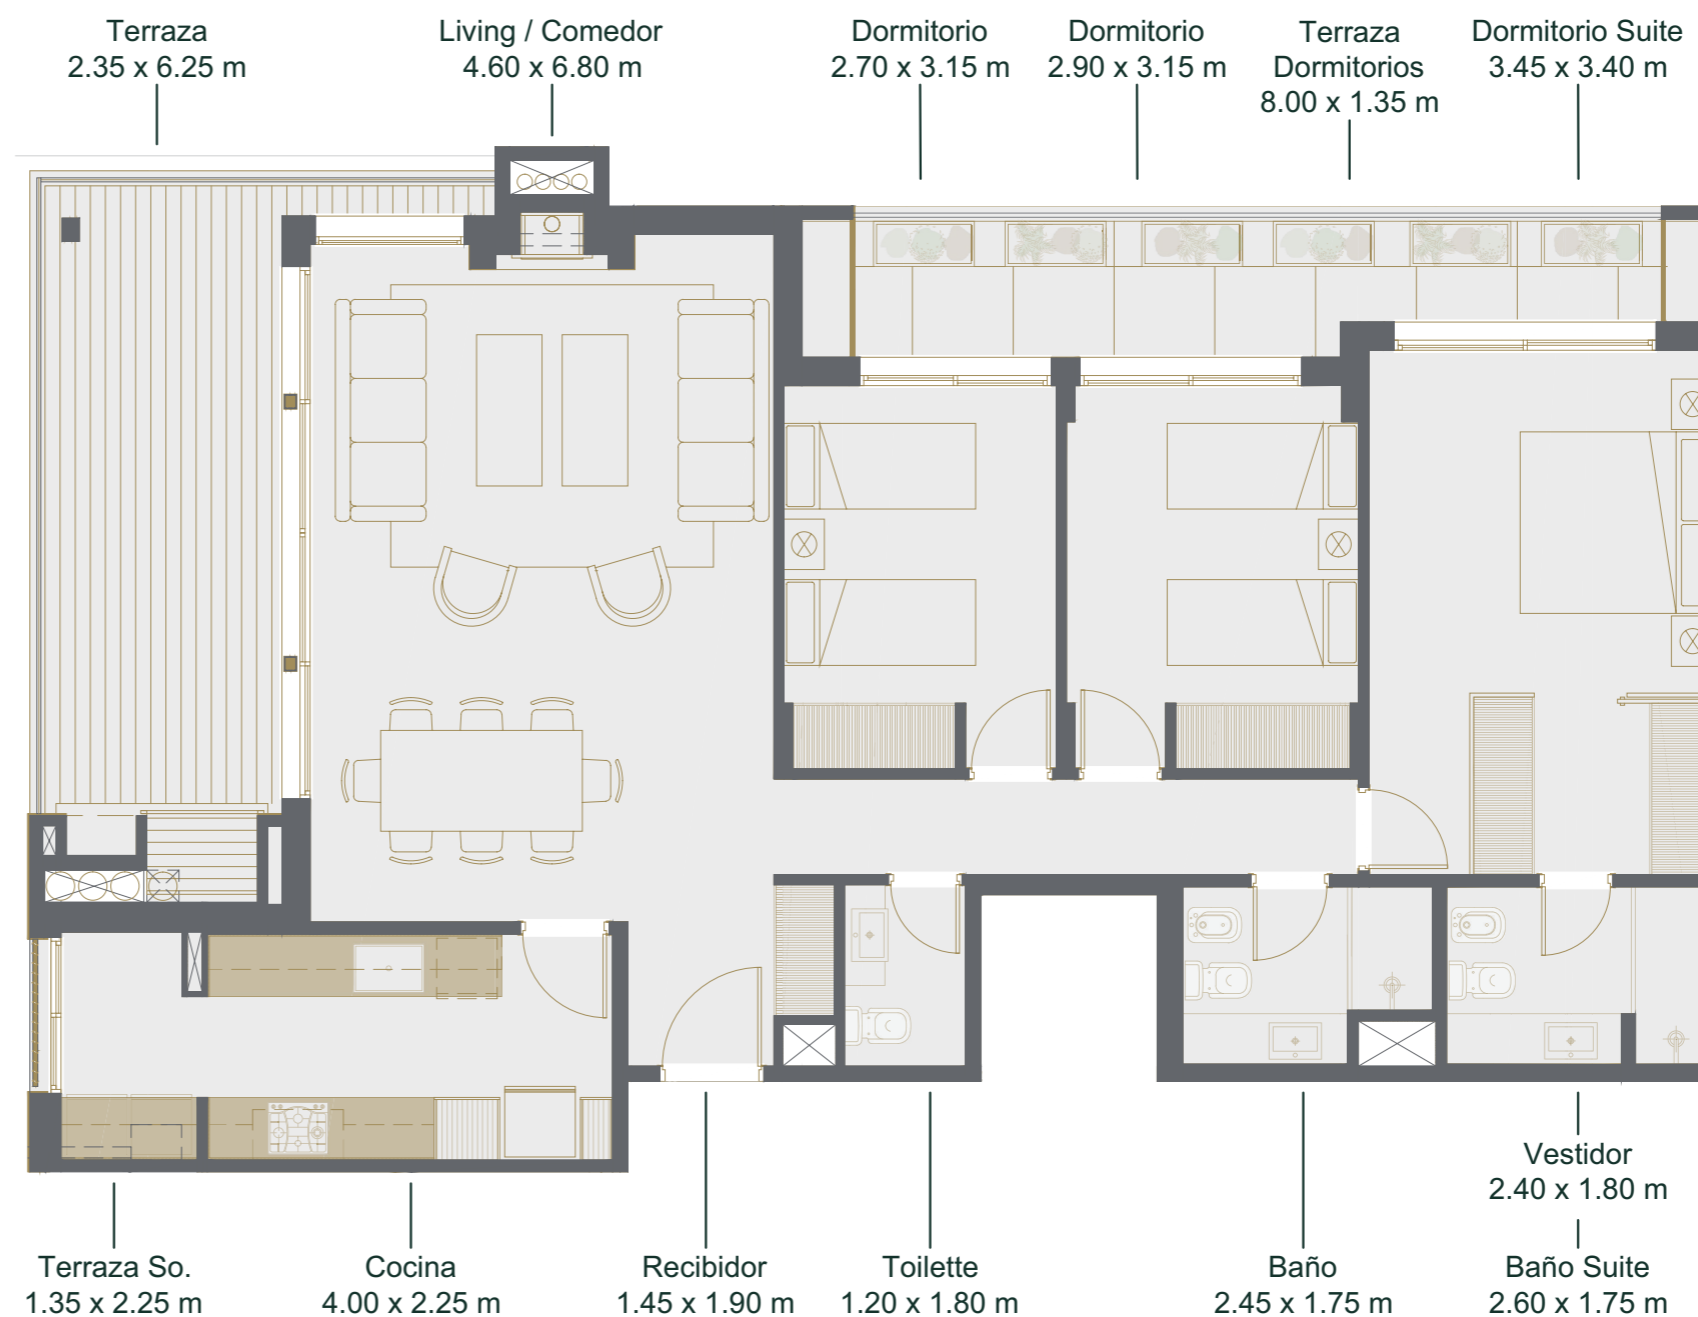 Terraza
2.35 x 6.25 m
Living / Comedor
4.60 x 6.80 m
Dormitorio
2.70 x 3.15 m
Dormitorio
2.90 x 3.15 m
Terraza
Dormitorios
8.00 x 1.35 m
Dormitorio Suite
3.45 x 3.40 m
Vestidor
2.40 x 1.80 m
Terraza So.
1.35 x 2.25 m
Cocina
4.00 x 2.25 m
Recibidor
1.45 x 1.90 m
Toilette
1.20 x 1.80 m
Baño
2.45 x 1.75 m
Baño Suite
2.60 x 1.75 m